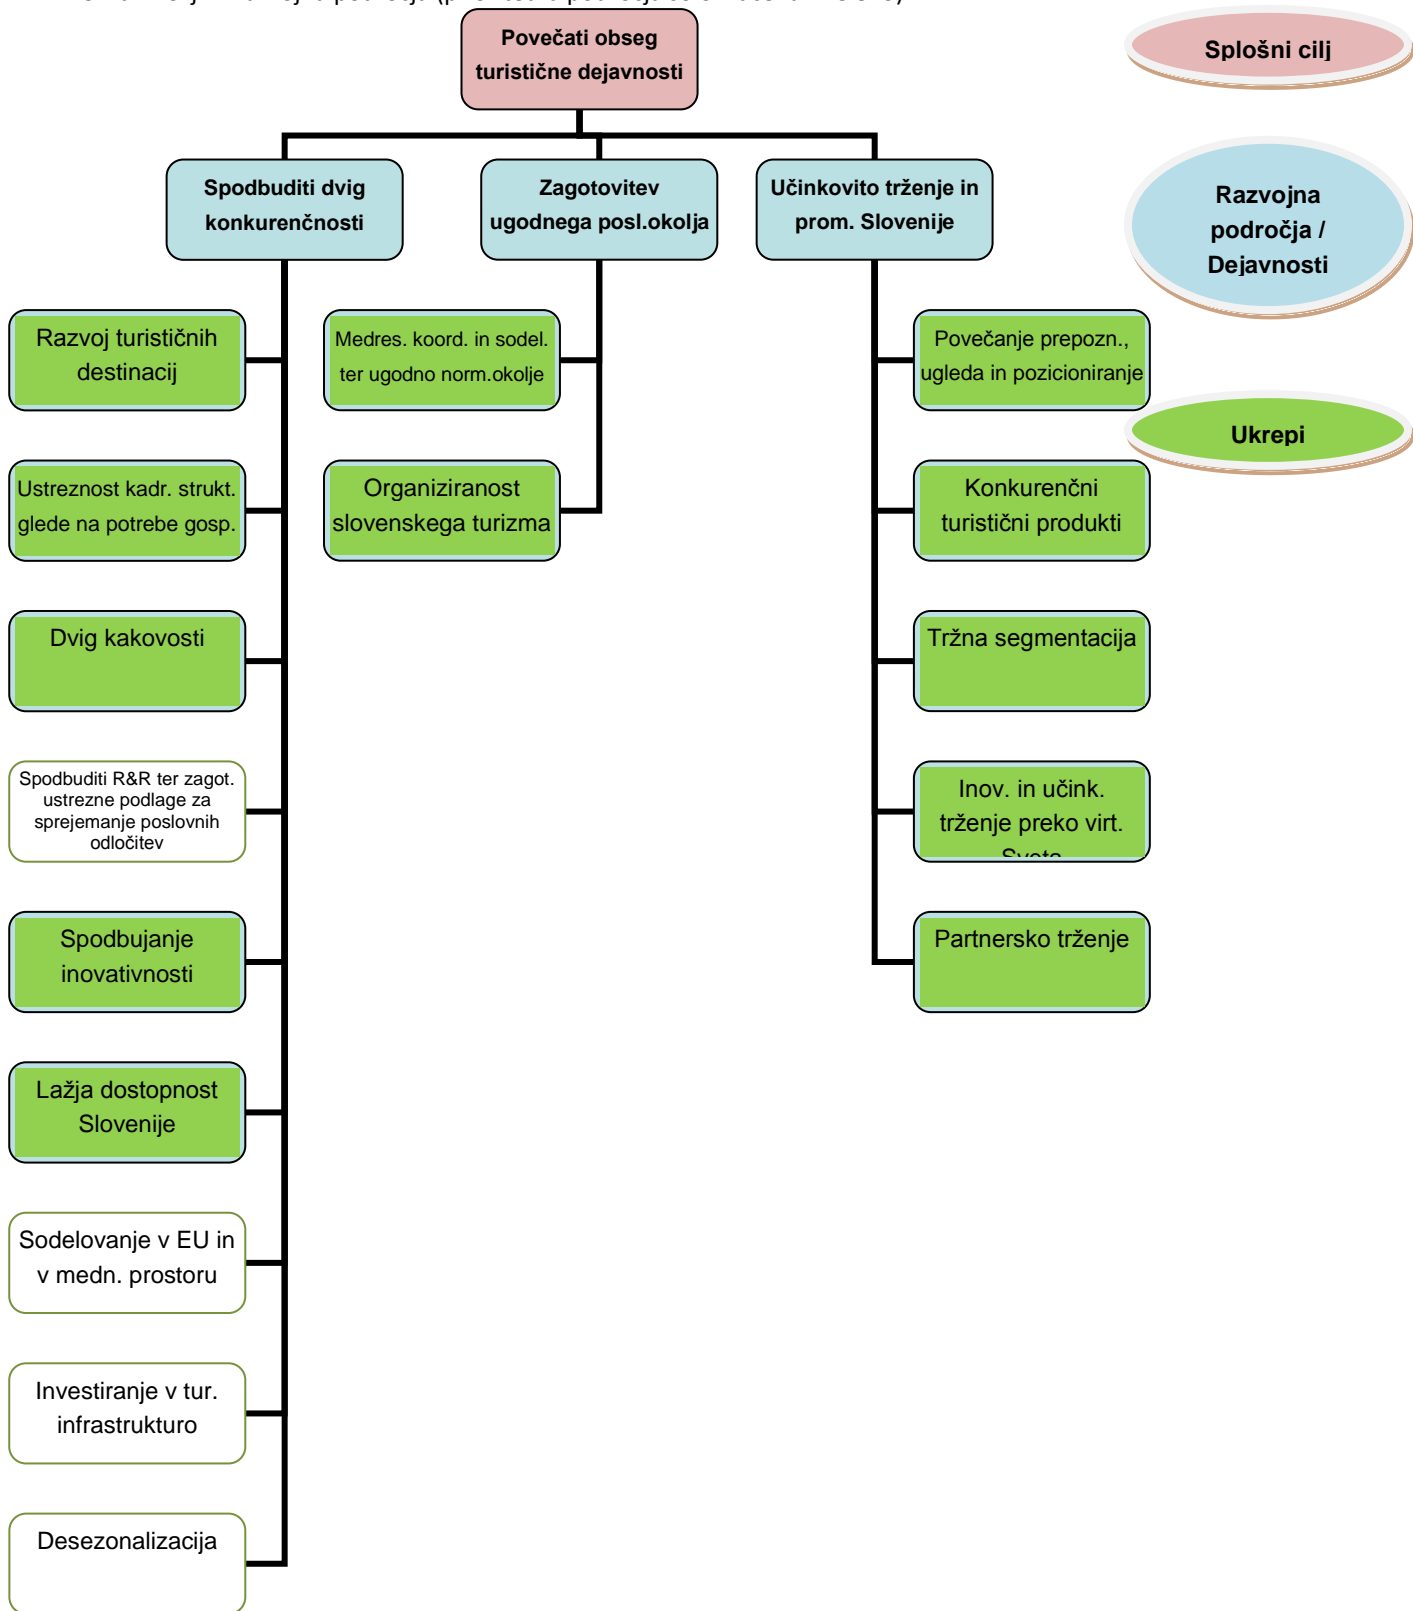 Povečati obseg
turistične dejavnosti
Splošni cilj
Spodbuditi dvig
konkurenčnosti
Zagotovitev
ugodnega posl.okolja
Učinkovito trženje in
prom. Slovenije
Razvojna
področja /
Dejavnosti
Razvoj turističnih
destinacij
Medres. koord. in sodel.
ter ugodno norm.okolje
Povečanje prepozn.,
ugleda in pozicioniranje
Ukrepi
Ustreznost kadr. strukt.
glede na potrebe gosp.
Organiziranost
slovenskega turizma
Konkurenčni
turistični produkti
Dvig kakovosti
Tržna segmentacija
Spodbuditi R&R ter zagot.
ustrezne podlage za
sprejemanje poslovnih
odločitev
Inov. in učink.
trženje preko virt.
Sveta
Spodbujanje
inovativnosti
Partnersko trženje
Lažja dostopnost
Slovenije
Sodelovanje v EU in
v medn. prostoru
Investiranje v tur.
infrastrukturo
Desezonalizacija